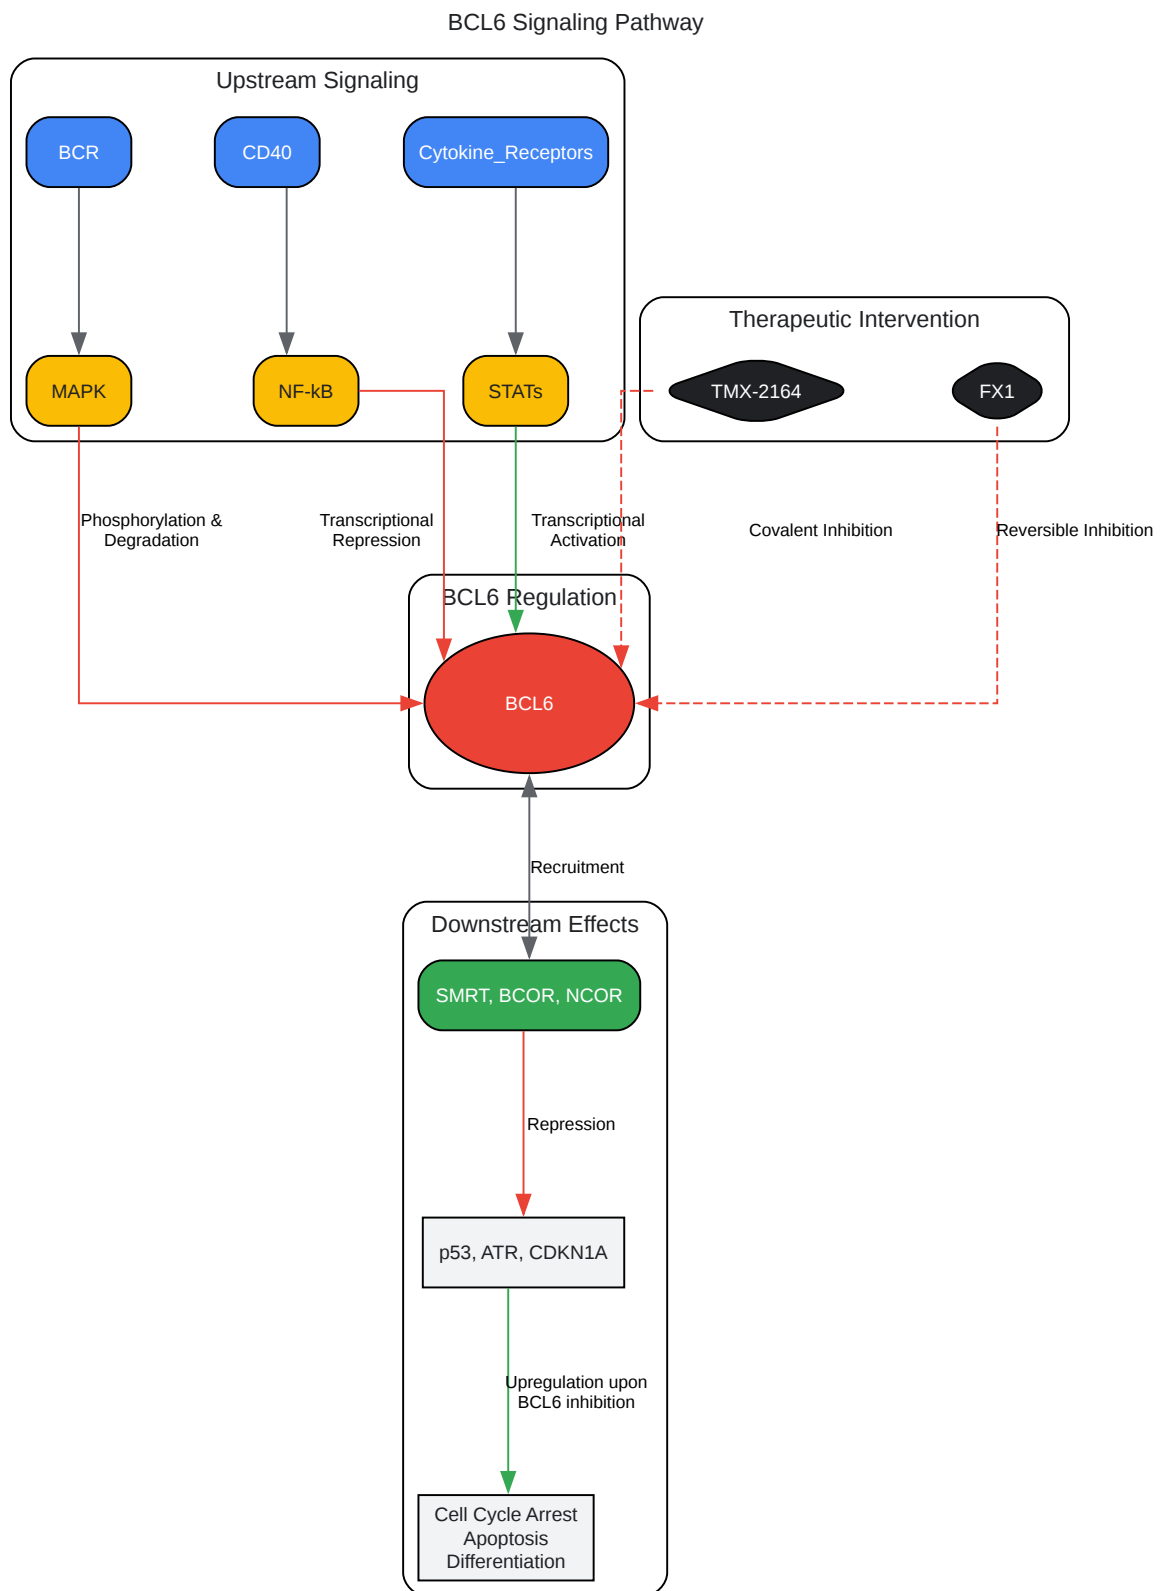 BCL6 Signaling Pathway
Upstream Signaling
BCR
CD40
Cytokine_Receptors
Therapeutic Intervention
MAPK
NF-kB
STATs
TMX-2164
FX1
Phosphorylation &
Degradation
Transcriptional
Repression
Transcriptional
Activation
Covalent Inhibition
Reversible Inhibition
BCL6 Regulation
BCL6
Recruitment
Downstream Effects
SMRT, BCOR, NCOR
Repression
p53, ATR, CDKN1A
Upregulation upon
BCL6 inhibition
Cell Cycle Arrest
Apoptosis
Differentiation